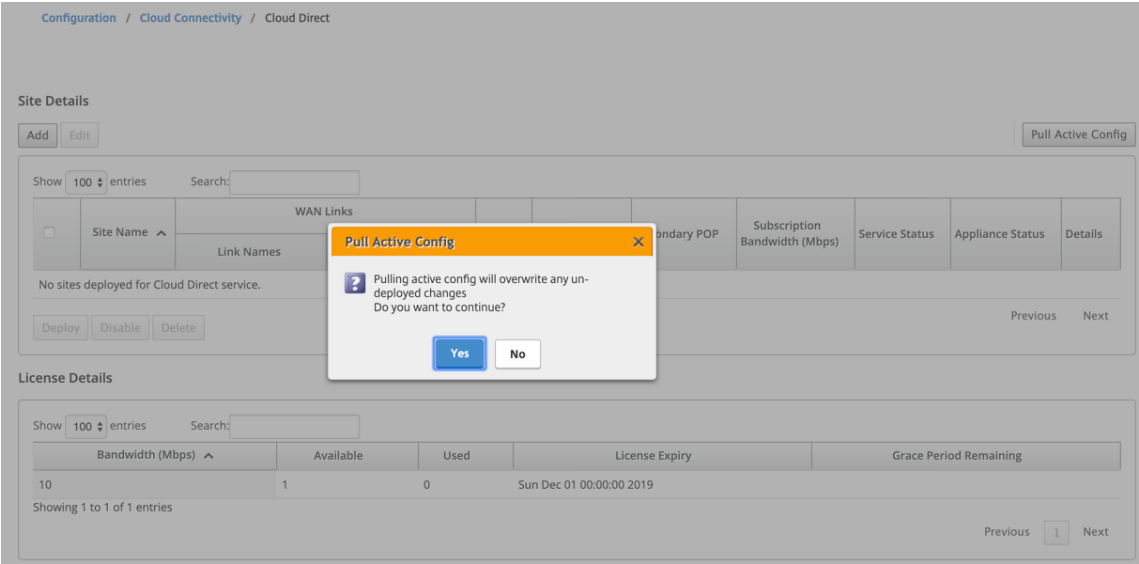 Configuration / Cloud Connectivity / Cloud Direct
Site Details
Add Edit Pull Active Config
Show 100 entries Search:
WAN Links
Site Name Link Names ondary POP Subscription Bandwidth (Mbps) Service Status Appliance Status Details
No sites deployed for Cloud Direct service.
Previous Next
Deploy Disable Delete
Pull Active Config
Pulling active config will overwrite any un-
deployed changes
Do you want to continue?
Yes No
License Details
Show 100 entries Search:
Bandwidth (Mbps) Available Used License Expiry Grace Period Remaining
10 1 0 Sun Dec 01 00:00:00 2019
Showing 1 to 1 of 1 entries
Previous 1 Next